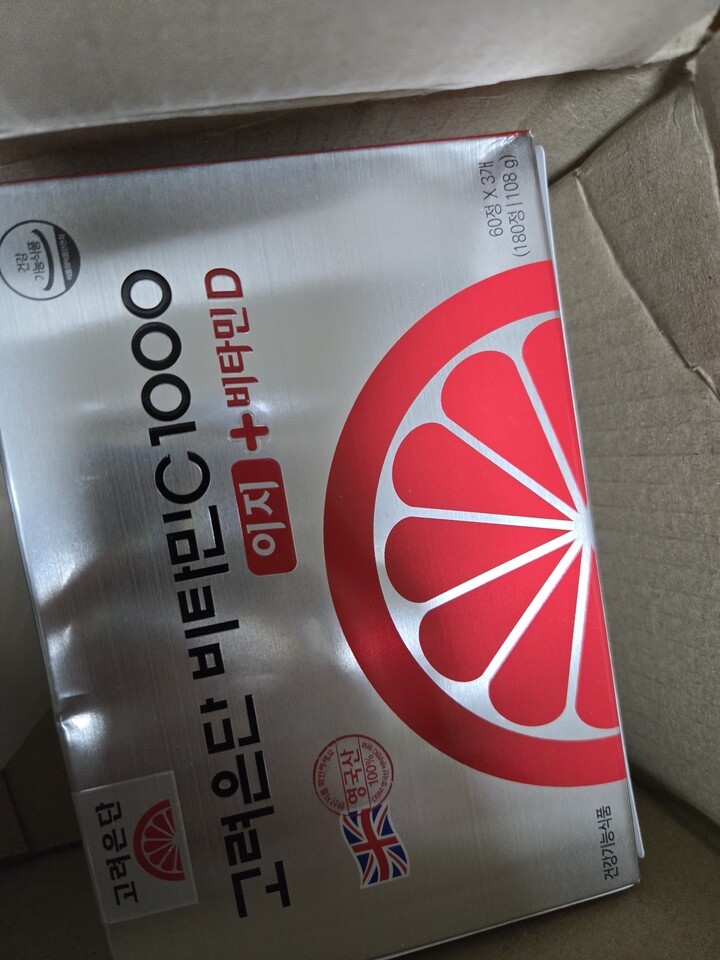 고려은단
건강
기능식품
고려은단 비타민C1000
이지+비타민D
영국산
100%
60정 X 3개
(180정 | 108 g)
건강기능식품